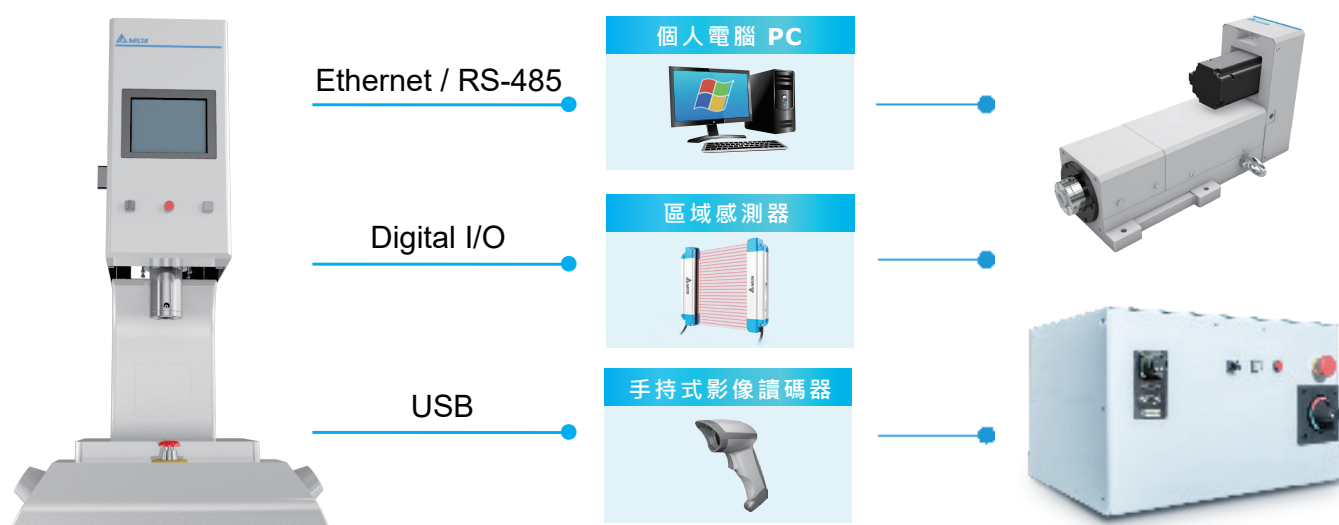 DELTA
Ethernet / RS-485
個人電腦 PC
Digital I/O
區域感測器
USB
手持式影像讀碼器